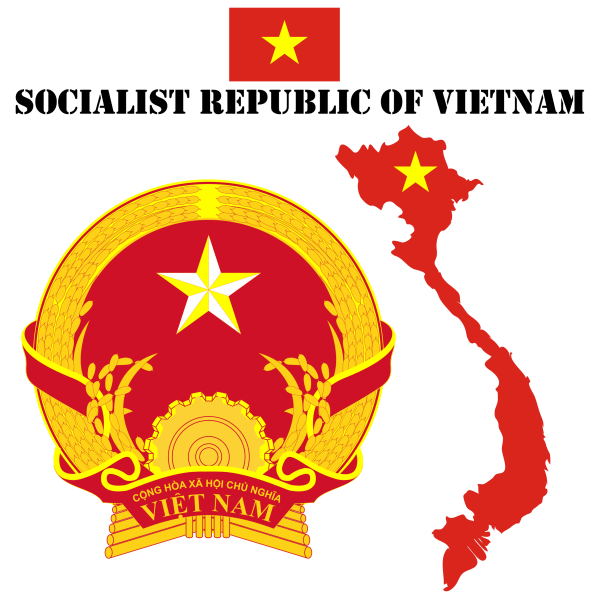 SOCIALIST REPUBLIC OF VIETNAM
CỘNG HÒA XÃ HỘI CHỦ NGHĨA
VIỆT NAM